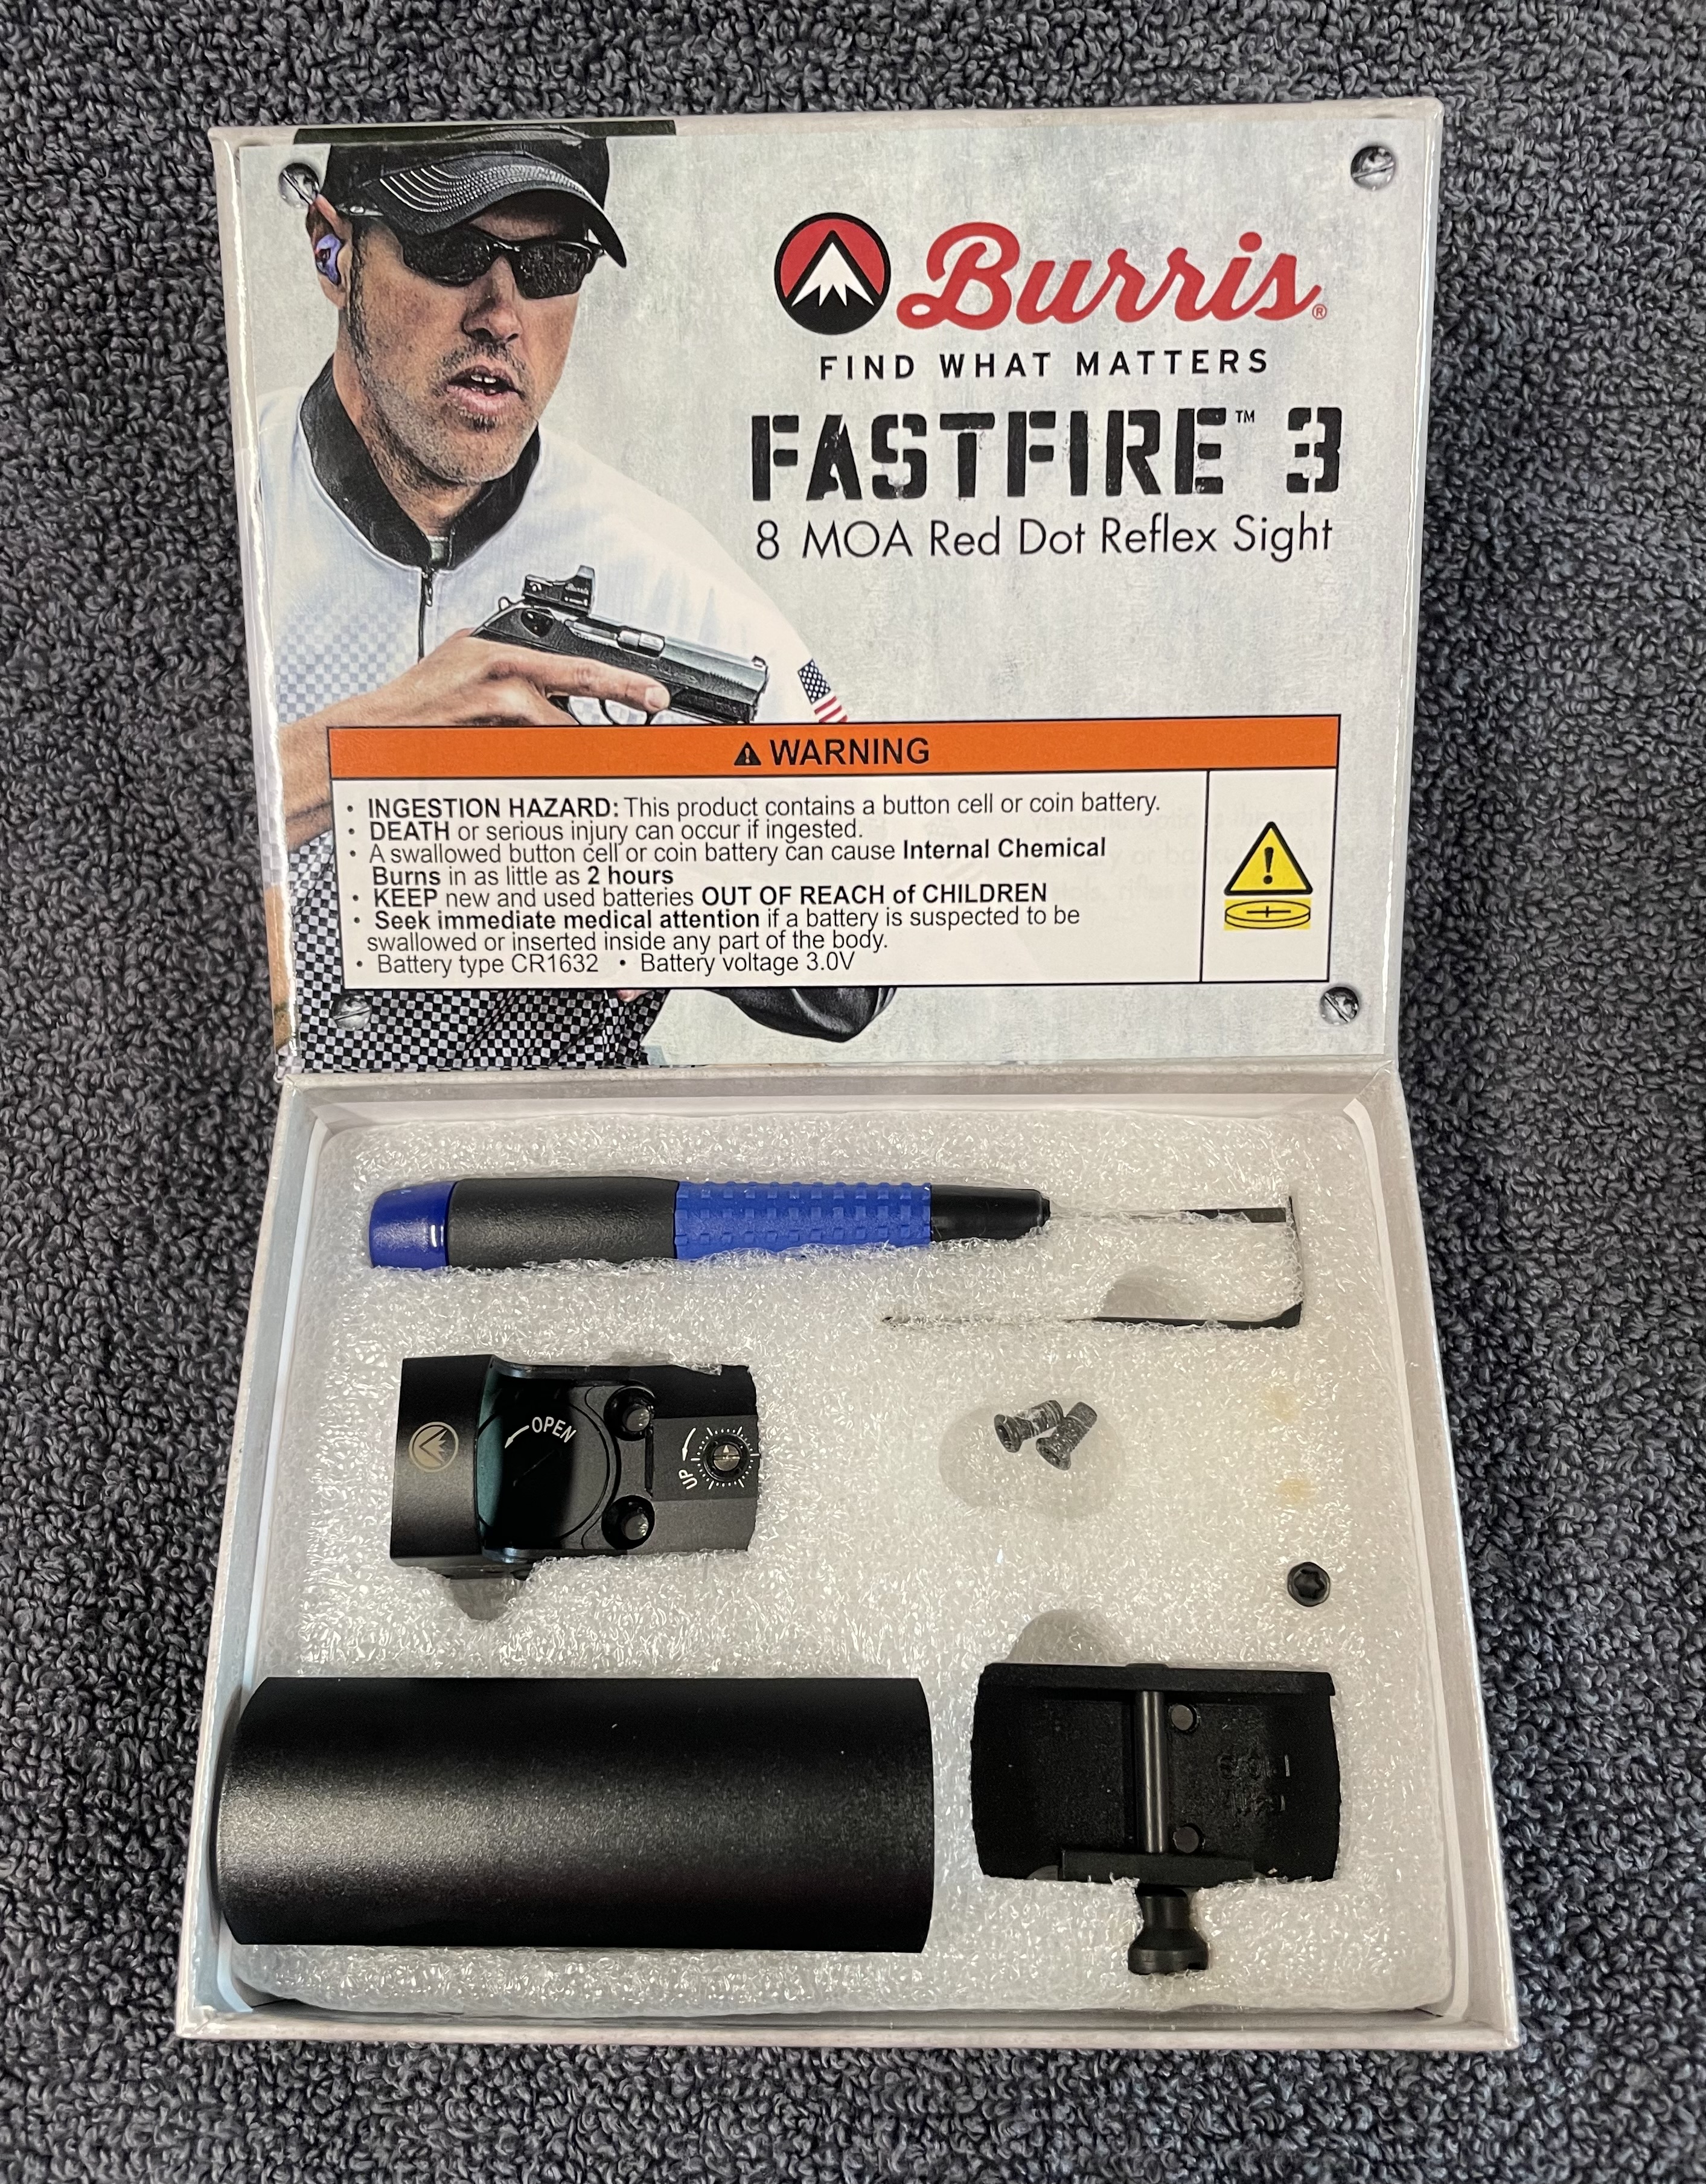 Burris®
FIND WHAT MATTERS
FASTFIRE™ 3
8 MOA Red Dot Reflex Sight
Burris
⚠ WARNING
• INGESTION HAZARD: This product contains a button cell or coin battery.
• DEATH or serious injury can occur if ingested.
• A swallowed button cell or coin battery can cause Internal Chemical
Burns in as little as 2 hours
• KEEP new and used batteries OUT OF REACH of CHILDREN
• Seek immediate medical attention if a battery is suspected to be
swallowed or inserted inside any part of the body.
• Battery type CR1632 • Battery voltage 3.0V
OPEN
UP